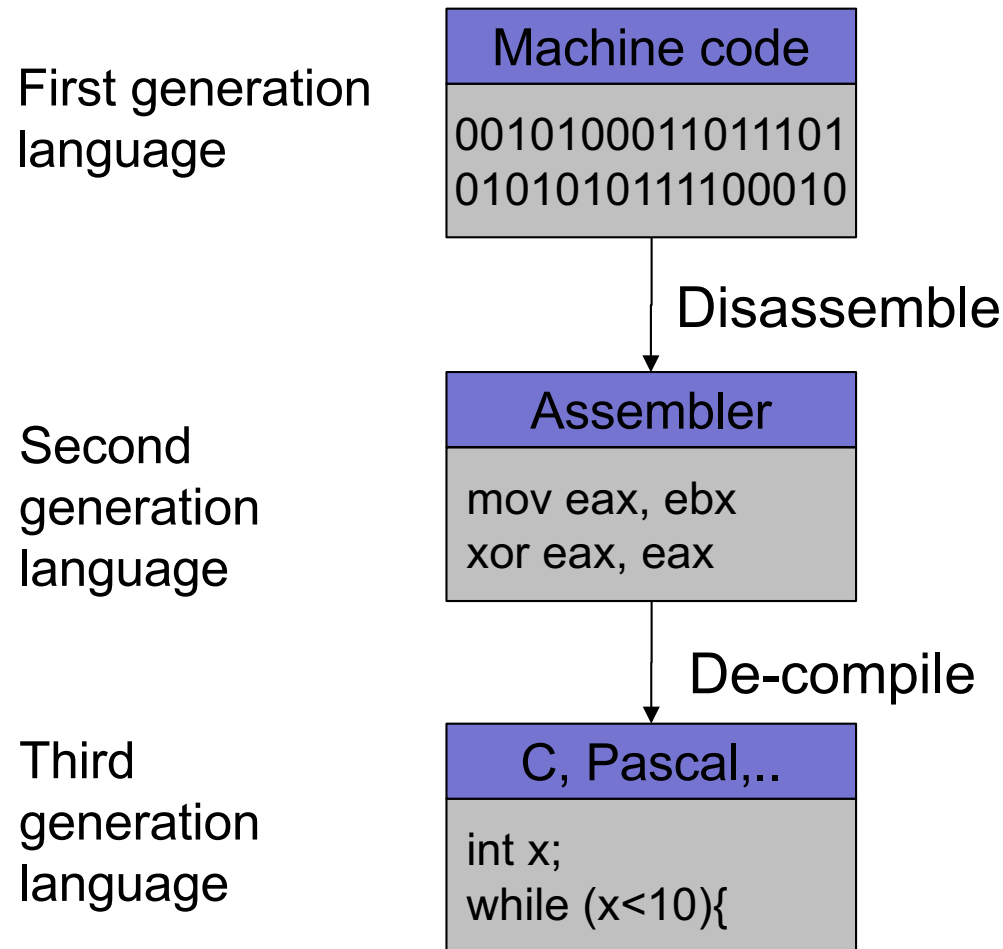 Machine code
First generation
language
0010100011011101
0101010111100010
Disassemble
Assembler
Second
generation
language
mov eax, ebx
xor eax, eax
De-compile
C, Pascal,..
Third
generation
language
int x;
while (x<10){